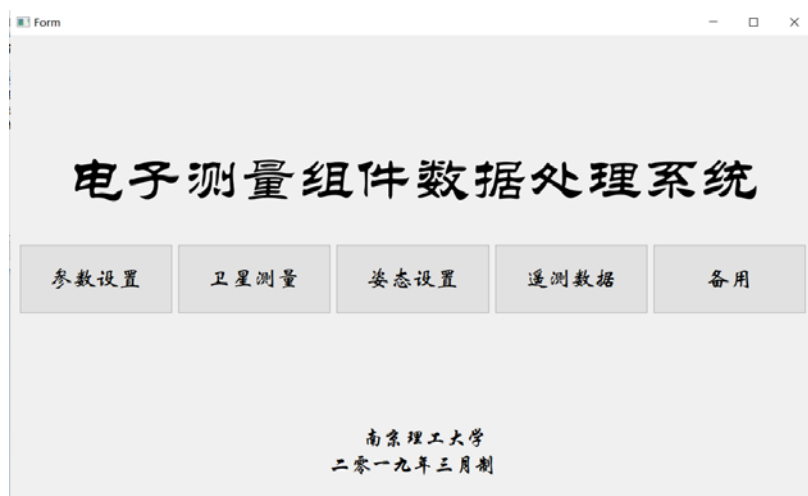 Form
电子测量组件数据处理系统
参数设置 卫星测量 姿态设置 遥测数据 备用
南京理工大学
二零一九年三月制